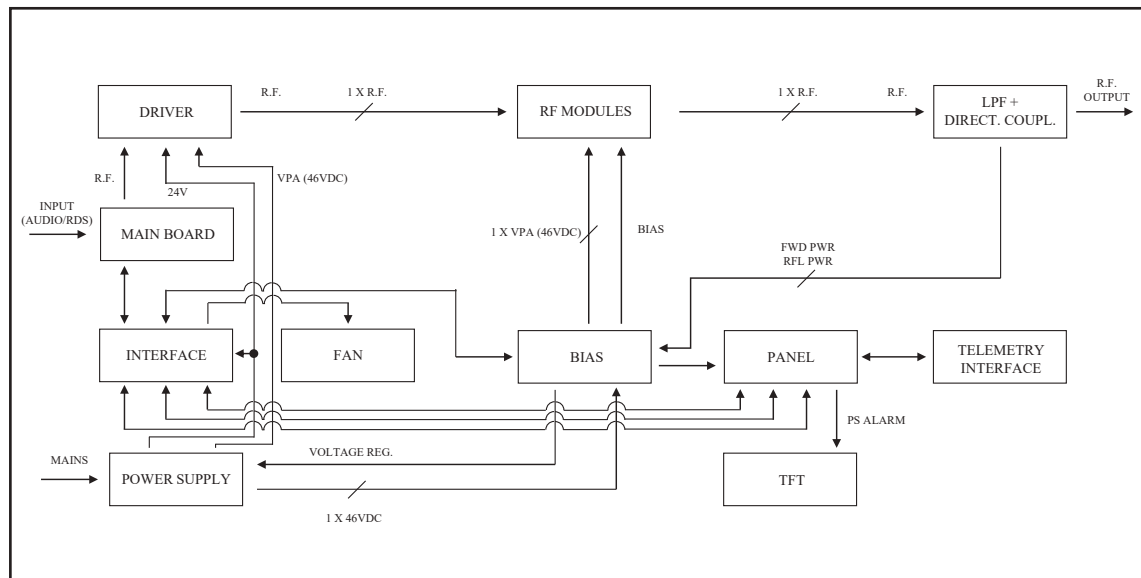 R.F.
1 X R.F.
R.F.
1 X R.F.
R.F.
OUTPUT
DRIVER
RF MODULES
LPF +
DIRECT. COUPL.
R.F.
24V
VPA (46VDC)
INPUT
(AUDIO/RDS)
MAIN BOARD
1 X VPA (46VDC)
BIAS
FWD PWR
RFL PWR
INTERFACE
FAN
BIAS
PANEL
TELEMETRY
INTERFACE
PS ALARM
MAINS
POWER SUPPLY
VOLTAGE REG.
1 X 46VDC
TFT